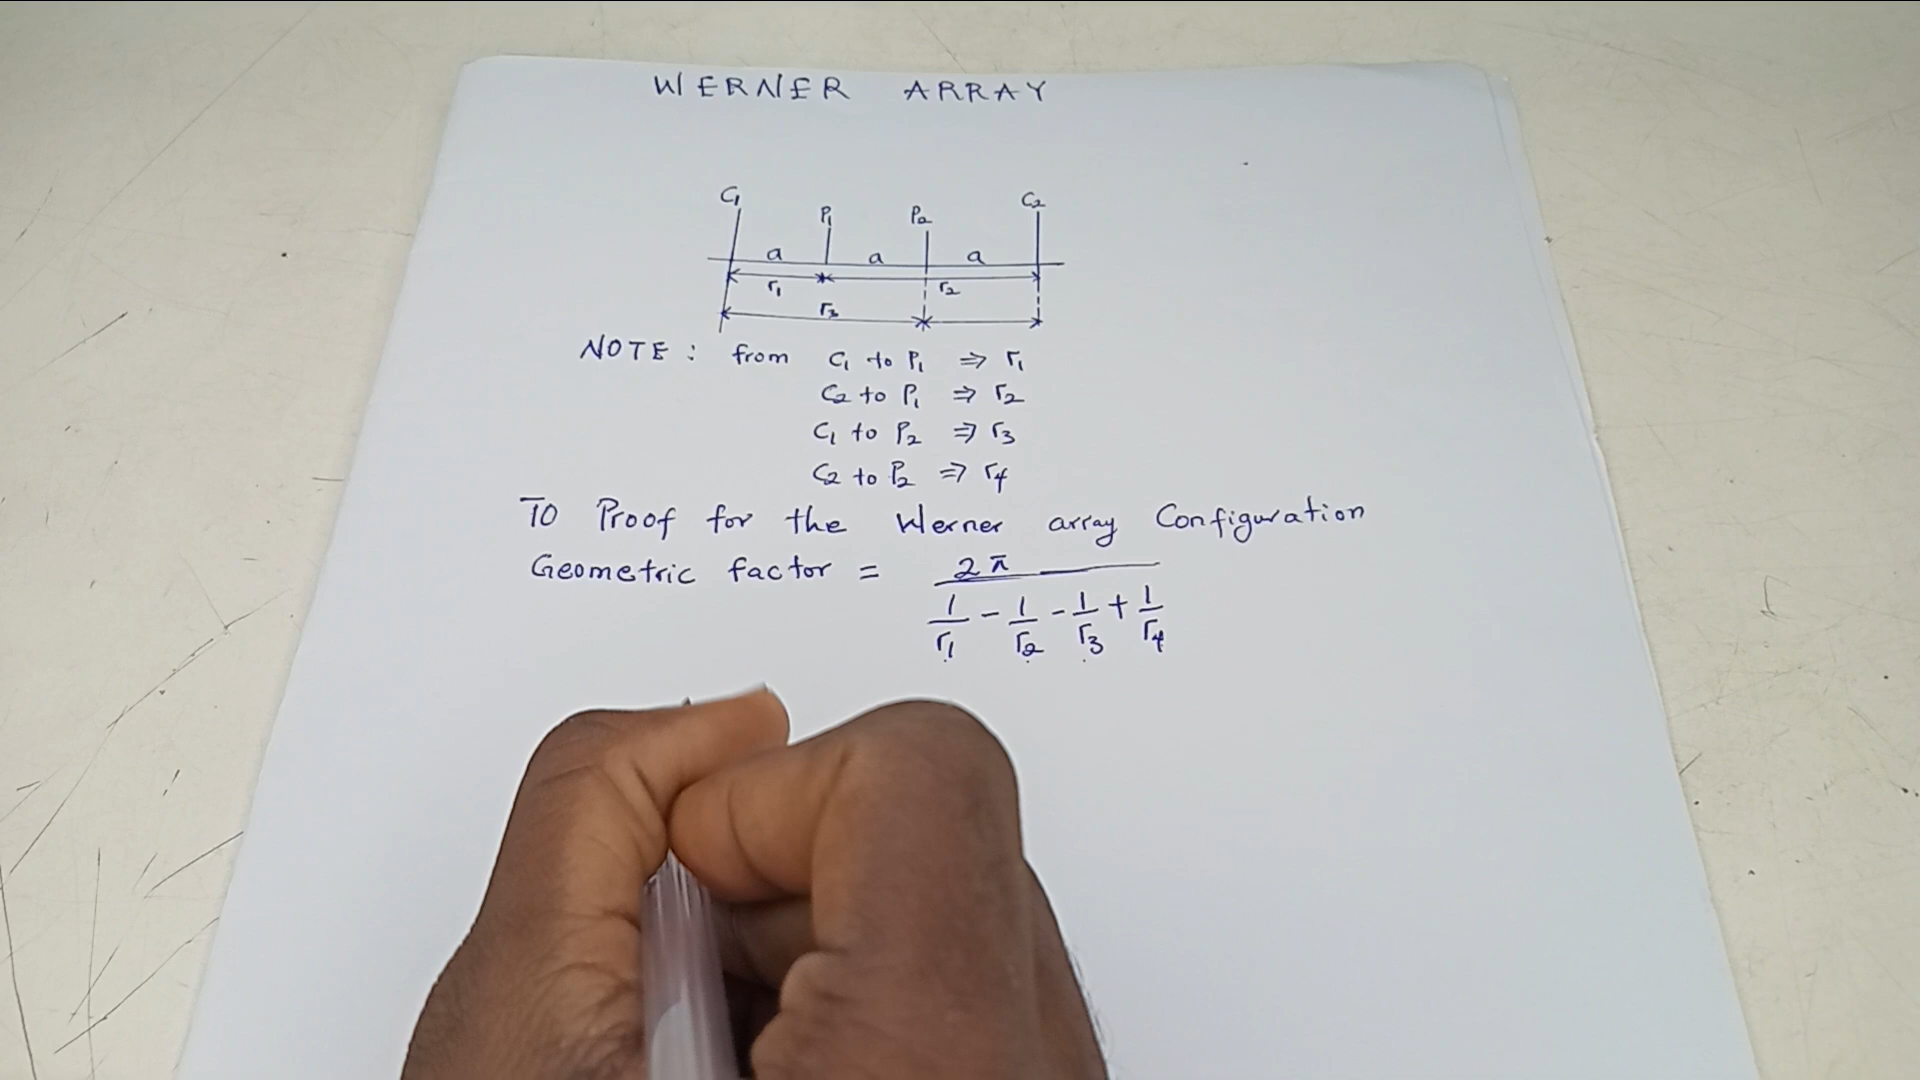 WERNER ARRAY
C1 P1 P2 C2
a a a
r1 r2
r3
NOTE: from C1 to P1 ⇒ r1
C2 to P1 ⇒ r2
C1 to P2 ⇒ r3
C2 to P2 ⇒ r4
TO Proof for the Werner array Configuration
Geometric factor = 2π / (1/r1 - 1/r2 - 1/r3 + 1/r4)